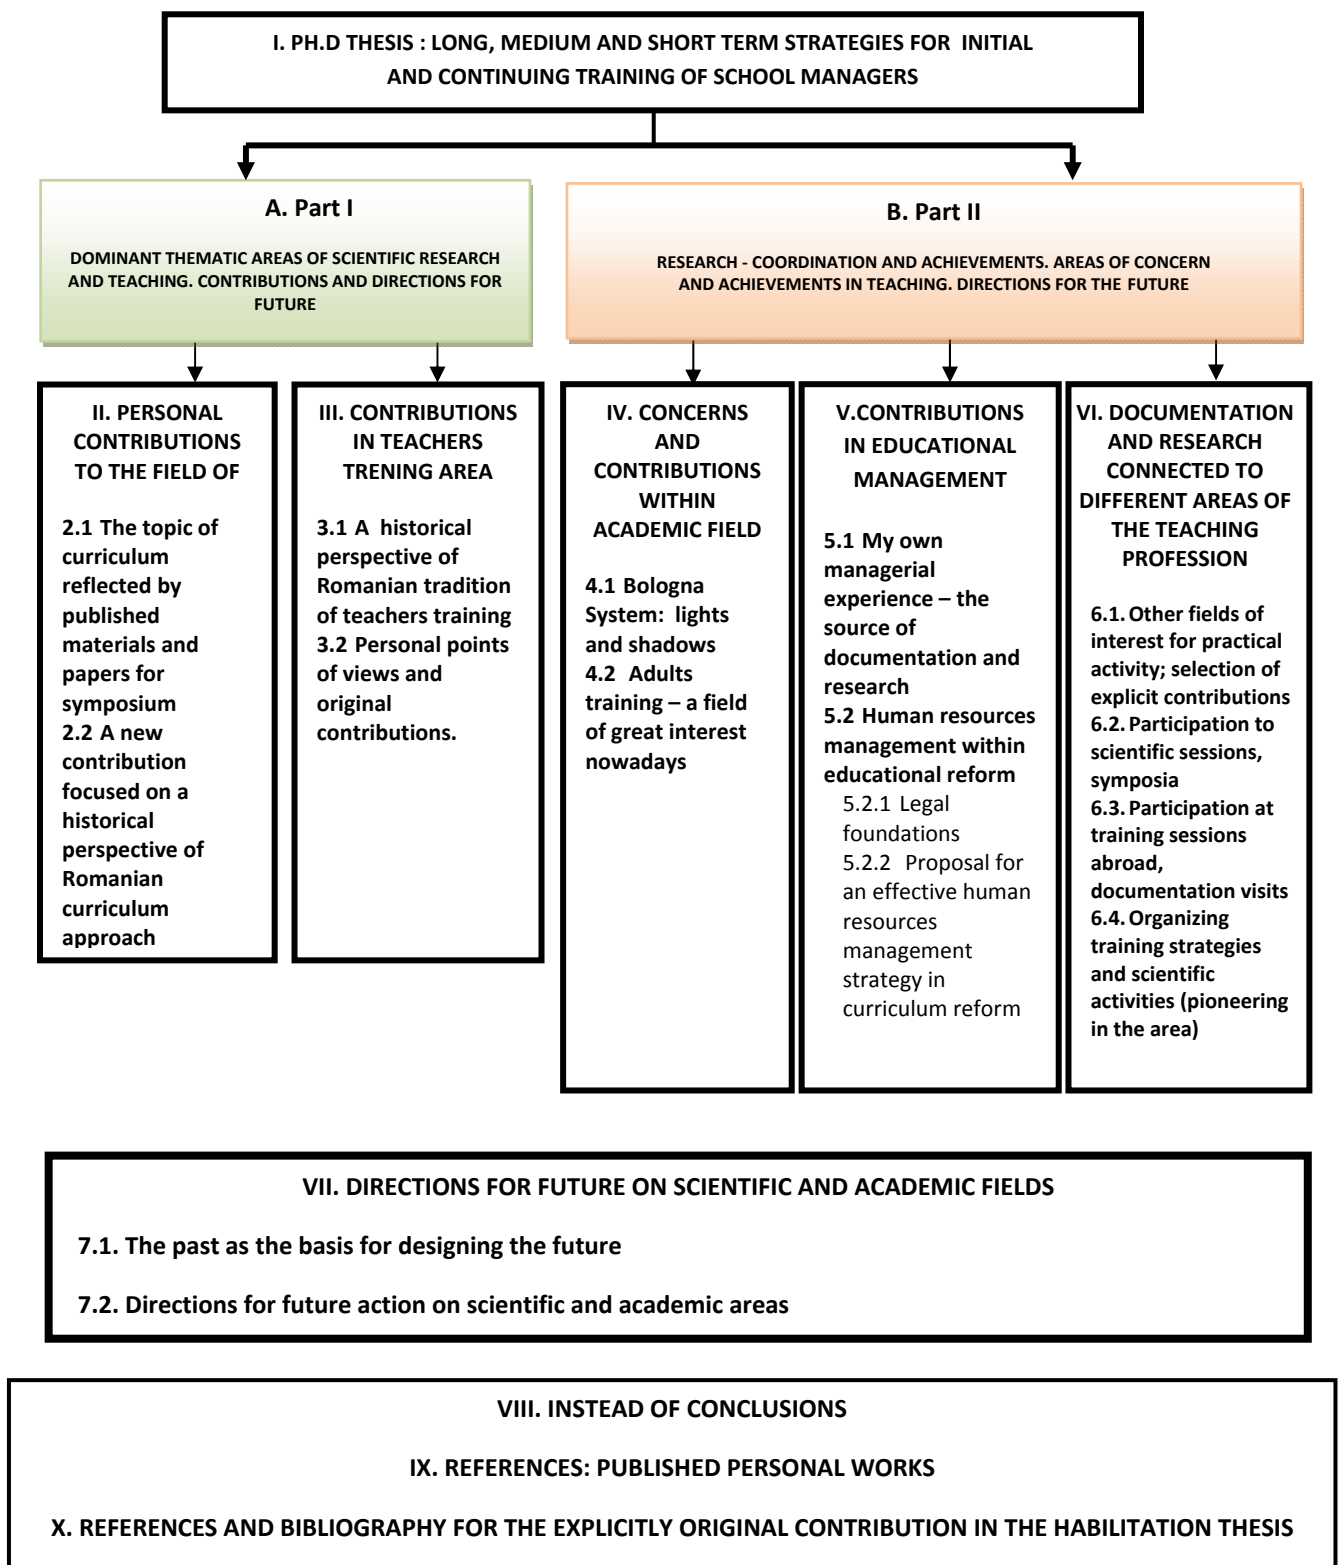 I. PH.D THESIS : LONG, MEDIUM AND SHORT TERM STRATEGIES FOR INITIAL
AND CONTINUING TRAINING OF SCHOOL MANAGERS
A. Part I
DOMINANT THEMATIC AREAS OF SCIENTIFIC RESEARCH
AND TEACHING. CONTRIBUTIONS AND DIRECTIONS FOR
FUTURE
B. Part II
RESEARCH - COORDINATION AND ACHIEVEMENTS. AREAS OF CONCERN
AND ACHIEVEMENTS IN TEACHING. DIRECTIONS FOR THE FUTURE
II. PERSONAL
CONTRIBUTIONS
TO THE FIELD OF
2.1 The topic of
curriculum
reflected by
published
materials and
papers for
symposium
2.2 A new
contribution
focused on a
historical
perspective of
Romanian
curriculum
approach
III. CONTRIBUTIONS
IN TEACHERS
TRENING AREA
3.1 A historical
perspective of
Romanian tradition
of teachers training
3.2 Personal points
of views and
original
contributions.
IV. CONCERNS
AND
CONTRIBUTIONS
WITHIN
ACADEMIC FIELD
4.1 Bologna
System: lights
and shadows
4.2 Adults
training – a field
of great interest
nowadays
V.CONTRIBUTIONS
IN EDUCATIONAL
MANAGEMENT
5.1 My own
managerial
experience – the
source of
documentation and
research
5.2 Human resources
management within
educational reform
5.2.1 Legal
foundations
5.2.2 Proposal for
an effective human
resources
management
strategy in
curriculum reform
VI. DOCUMENTATION
AND RESEARCH
CONNECTED TO
DIFFERENT AREAS OF
THE TEACHING
PROFESSION
6.1. Other fields of
interest for practical
activity; selection of
explicit contributions
6.2. Participation to
scientific sessions,
symposia
6.3. Participation at
training sessions
abroad,
documentation visits
6.4. Organizing
training strategies
and scientific
activities (pioneering
in the area)
VII. DIRECTIONS FOR FUTURE ON SCIENTIFIC AND ACADEMIC FIELDS
7.1. The past as the basis for designing the future
7.2. Directions for future action on scientific and academic areas
VIII. INSTEAD OF CONCLUSIONS
IX. REFERENCES: PUBLISHED PERSONAL WORKS
X. REFERENCES AND BIBLIOGRAPHY FOR THE EXPLICITLY ORIGINAL CONTRIBUTION IN THE HABILITATION THESIS